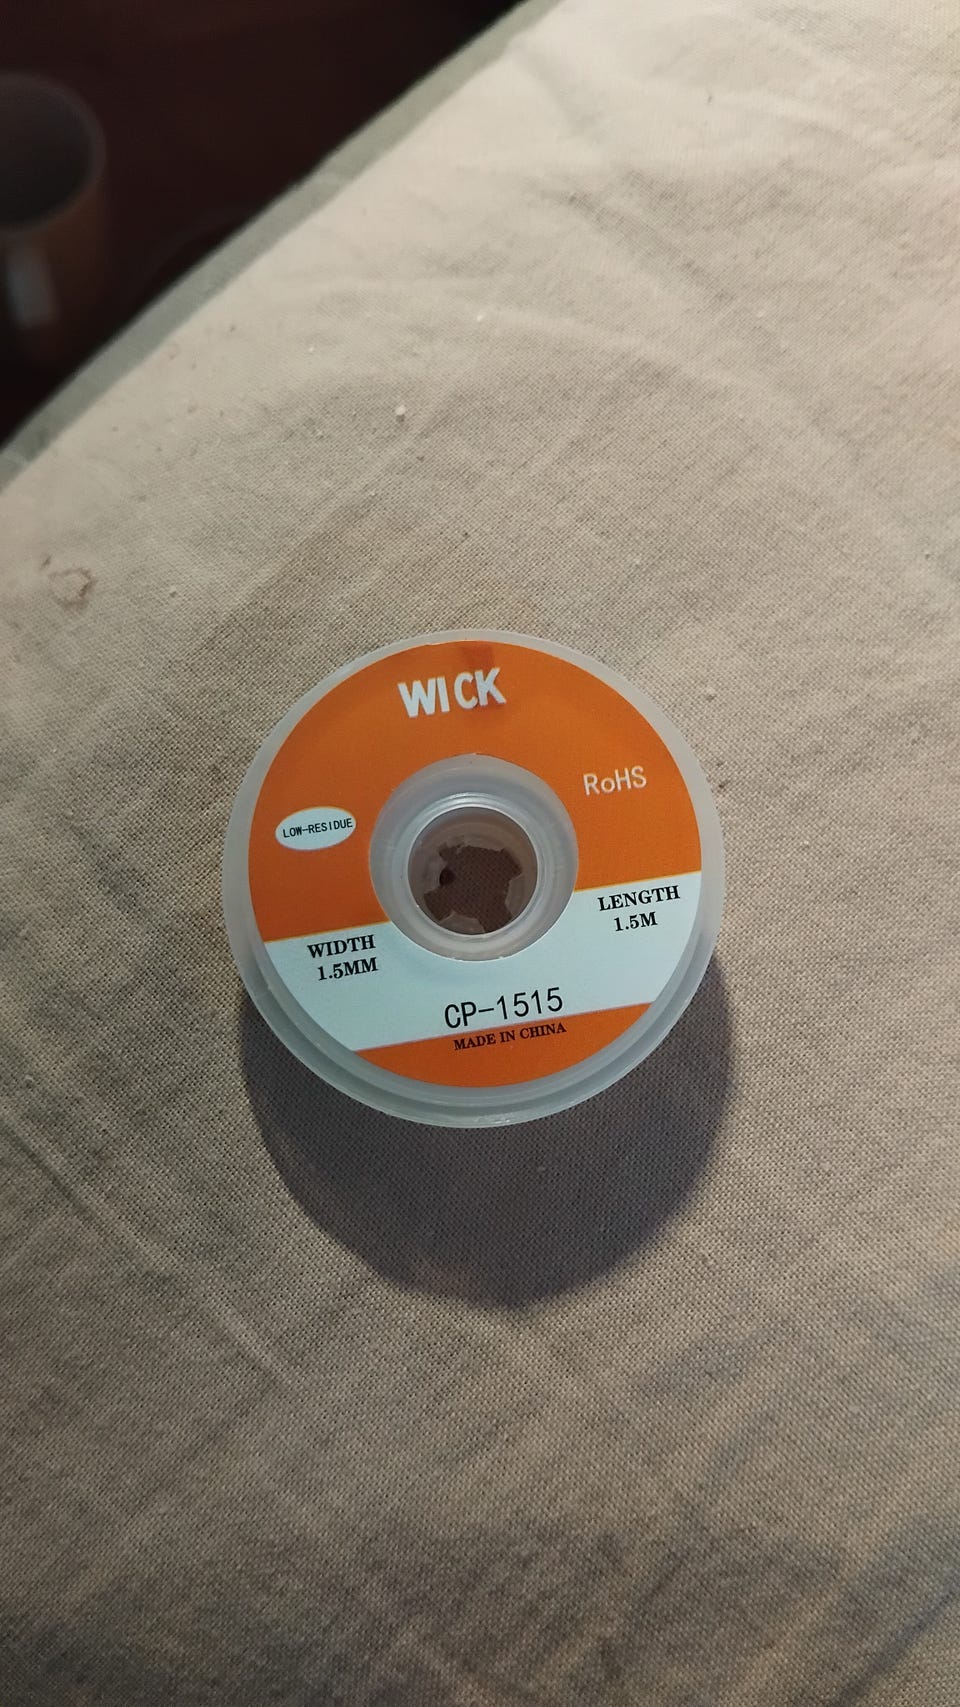 WICK
RoHS
LOW-RESIDUE
LENGTH
1.5M
WIDTH
1.5MM
CP-1515
MADE IN CHINA